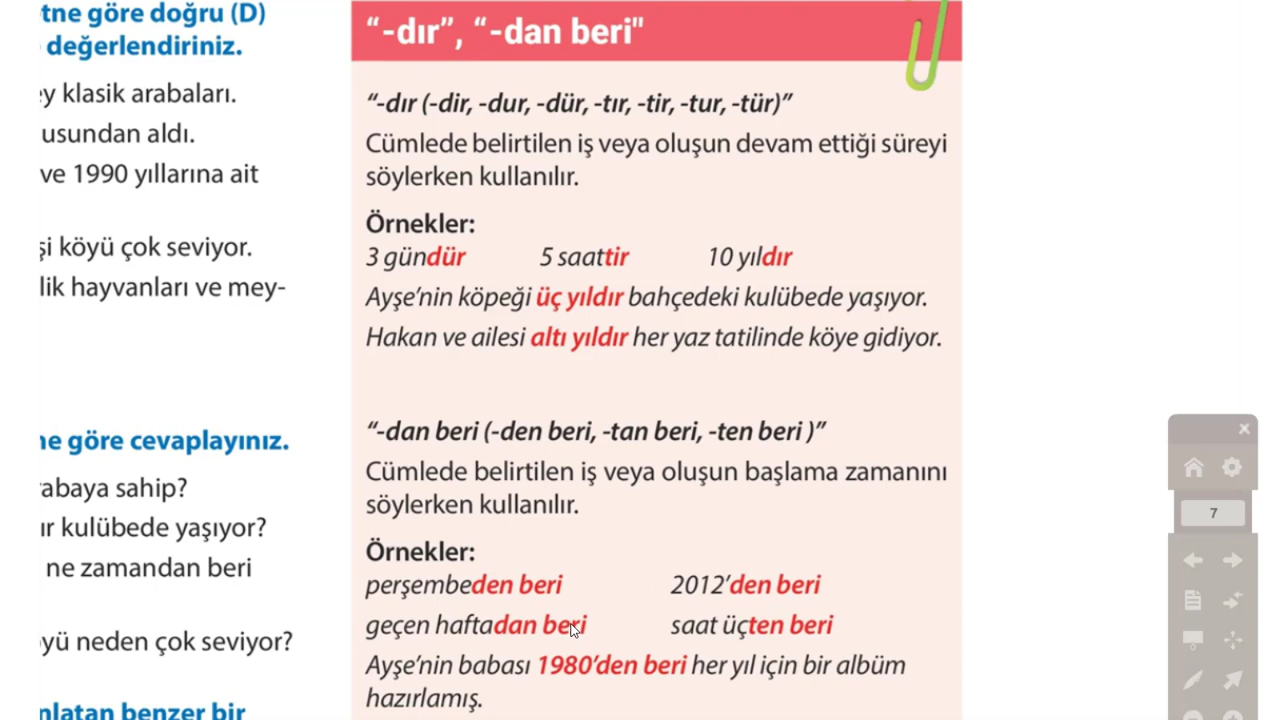 tne göre doğru (D)
değerlendiriniz.
y klasik arabaları.
usundan aldı.
ve 1990 yıllarına ait
şi köyü çok seviyor.
lik hayvanları ve mey-
e göre cevaplayınız.
rabaya sahip?
ır kulübede yaşıyor?
ne zamandan beri
yü neden çok seviyor?
nlatan benzer bir
“-dır”, “-dan beri"
“-dır (-dir, -dur, -dür, -tır, -tir, -tur, -tür)”
Cümlede belirtilen iş veya oluşun devam ettiği süreyi
söylerken kullanılır.
Örnekler:
3 gündür 5 saattir 10 yıldır
Ayşe’nin köpeği üç yıldır bahçedeki kulübede yaşıyor.
Hakan ve ailesi altı yıldır her yaz tatilinde köye gidiyor.
“-dan beri (-den beri, -tan beri, -ten beri )”
Cümlede belirtilen iş veya oluşun başlama zamanını
söylerken kullanılır.
Örnekler:
perşembeden beri 2012’den beri
geçen haftadan beri saat üçten beri
Ayşe’nin babası 1980’den beri her yıl için bir albüm
hazırlamış.
7